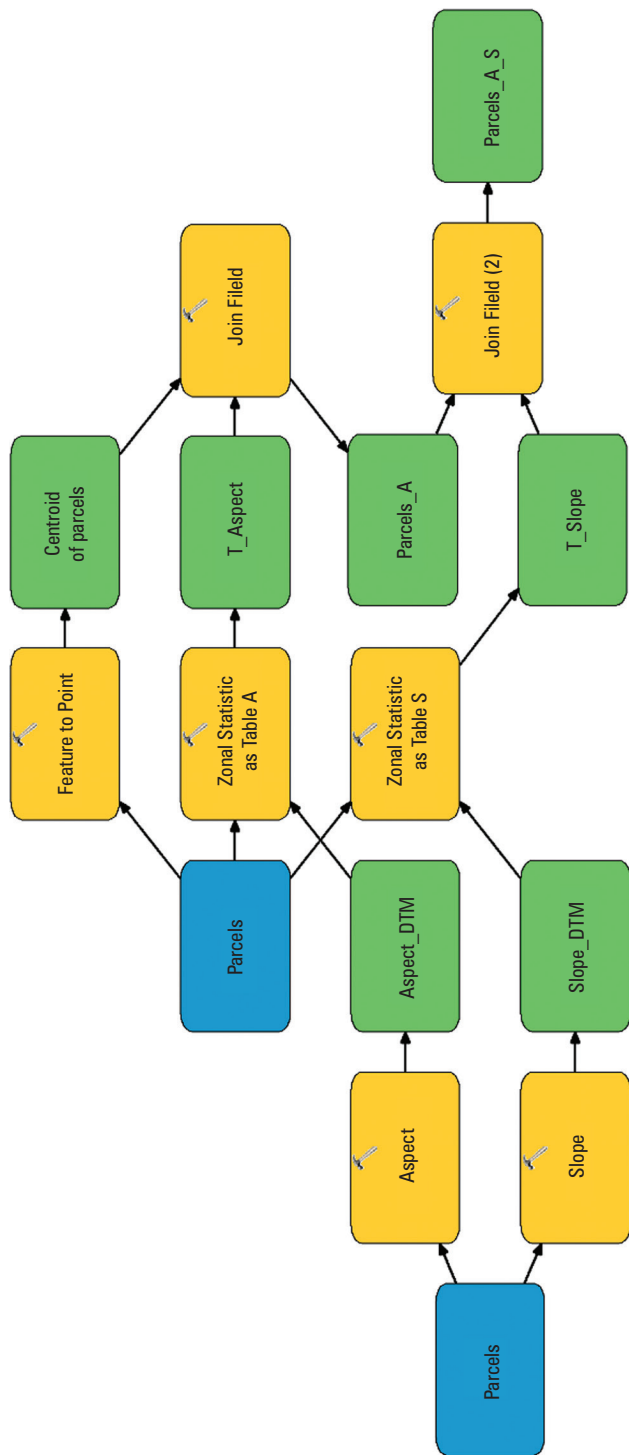 Centroid
of parcels
Feature to Point
Parcels
Zonal Statistic
as Table A
T_Aspect
Join Fileld
Aspect
Aspect_DTM
Zonal Statistic
as Table S
Parcels_A
Parcels
Slope
Slope_DTM
T_Slope
Join Fileld (2)
Parcels_A_S